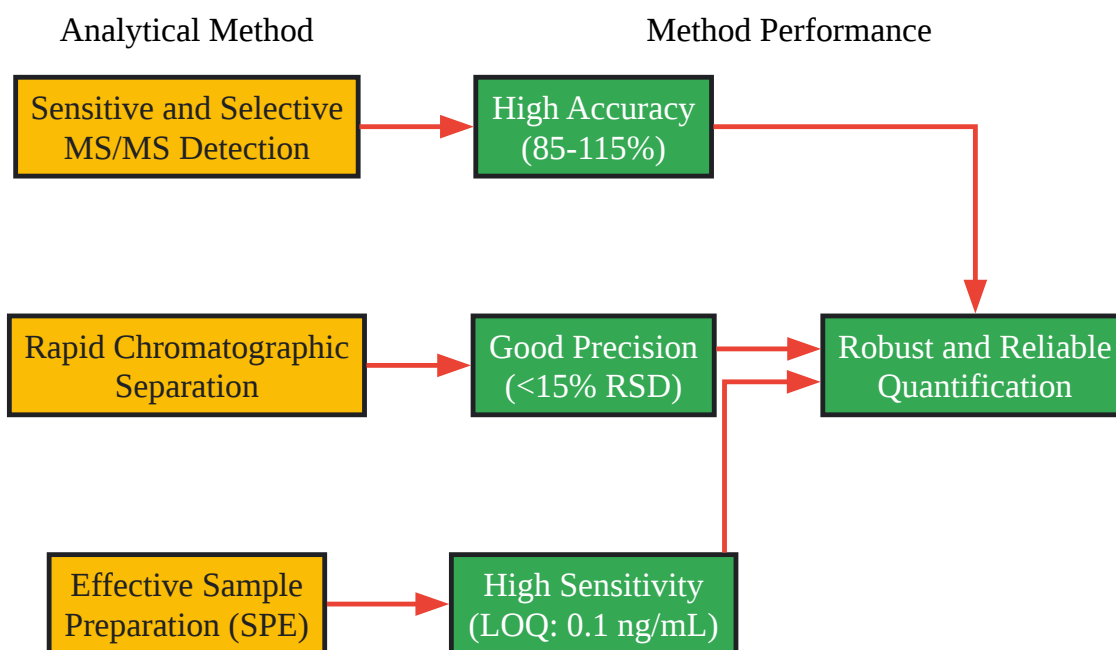 Analytical Method
Method Performance
Sensitive and Selective
MS/MS Detection
High Accuracy
(85-115%)
Rapid Chromatographic
Separation
Good Precision
(<15% RSD)
Robust and Reliable
Quantification
Effective Sample
Preparation (SPE)
High Sensitivity
(LOQ: 0.1 ng/mL)